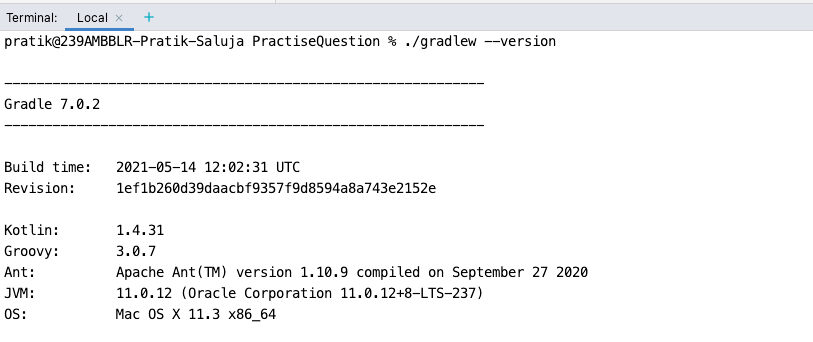 Terminal: Local × +
pratik@239AMBBLR-Pratik-Saluja PractiseQuestion % ./gradlew --version
------------------------------------------------------------
Gradle 7.0.2
------------------------------------------------------------
Build time:   2021-05-14 12:02:31 UTC
Revision:     1ef1b260d39daacbf9357f9d8594a8a743e2152e
Kotlin:       1.4.31
Groovy:       3.0.7
Ant:          Apache Ant(TM) version 1.10.9 compiled on September 27 2020
JVM:          11.0.12 (Oracle Corporation 11.0.12+8-LTS-237)
OS:           Mac OS X 11.3 x86_64